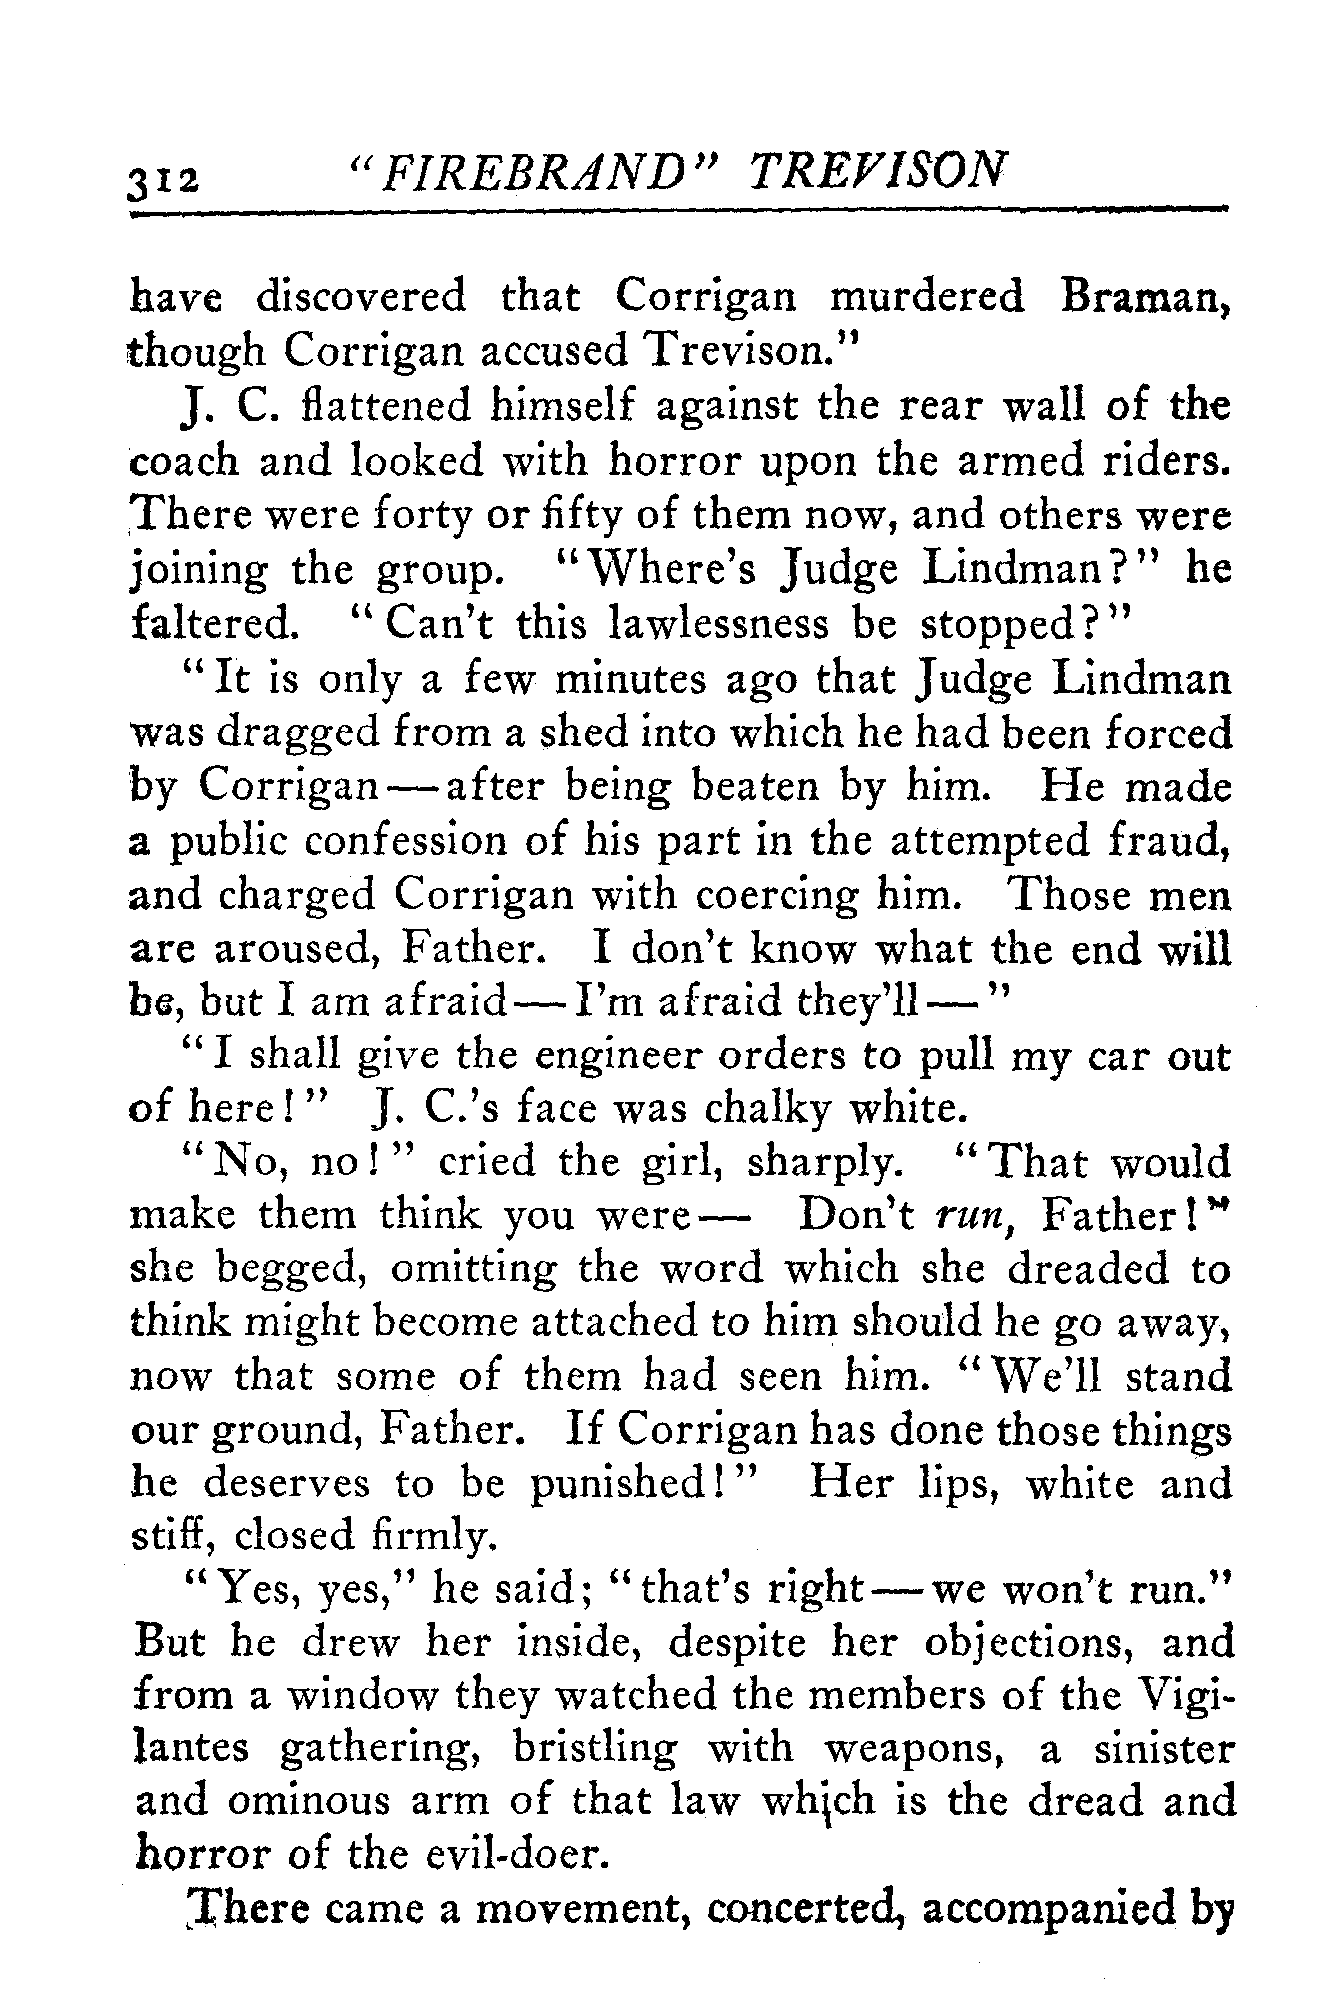 312 "FIREBRAND" TREVISON
have discovered that Corrigan murdered Braman,
though Corrigan accused Trevison."
J. C. flattened himself against the rear wall of the
coach and looked with horror upon the armed riders.
There were forty or fifty of them now, and others were
joining the group. "Where's Judge Lindman?" he
faltered. "Can't this lawlessness be stopped?"
"It is only a few minutes ago that Judge Lindman
was dragged from a shed into which he had been forced
by Corrigan—after being beaten by him. He made
a public confession of his part in the attempted fraud,
and charged Corrigan with coercing him. Those men
are aroused, Father. I don't know what the end will
be, but I am afraid—I'm afraid they'll—"
"I shall give the engineer orders to pull my car out
of here!" J. C.'s face was chalky white.
"No, no!" cried the girl, sharply. "That would
make them think you were— Don't run, Father!"
she begged, omitting the word which she dreaded to
think might become attached to him should he go away,
now that some of them had seen him. "We'll stand
our ground, Father. If Corrigan has done those things
he deserves to be punished!" Her lips, white and
stiff, closed firmly.
"Yes, yes," he said; "that's right—we won't run."
But he drew her inside, despite her objections, and
from a window they watched the members of the Vigi-
lantes gathering, bristling with weapons, a sinister
and ominous arm of that law which is the dread and
horror of the evil-doer.
There came a movement, concerted, accompanied by